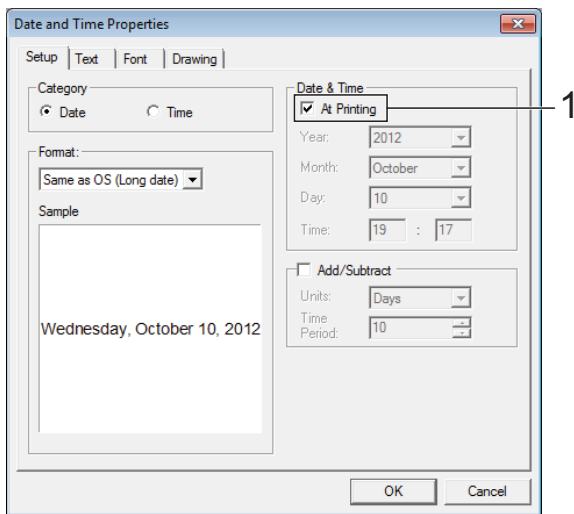 Date and Time Properties
Setup Text Font Drawing
Category
Date Time
Format:
Same as OS (Long date)
Sample
Wednesday, October 10, 2012
Date & Time
At Printing
1
Year: 2012
Month: October
Day: 10
Time: 19 : 17
Add/Subtract
Units: Days
Time
Period: 10
OK Cancel